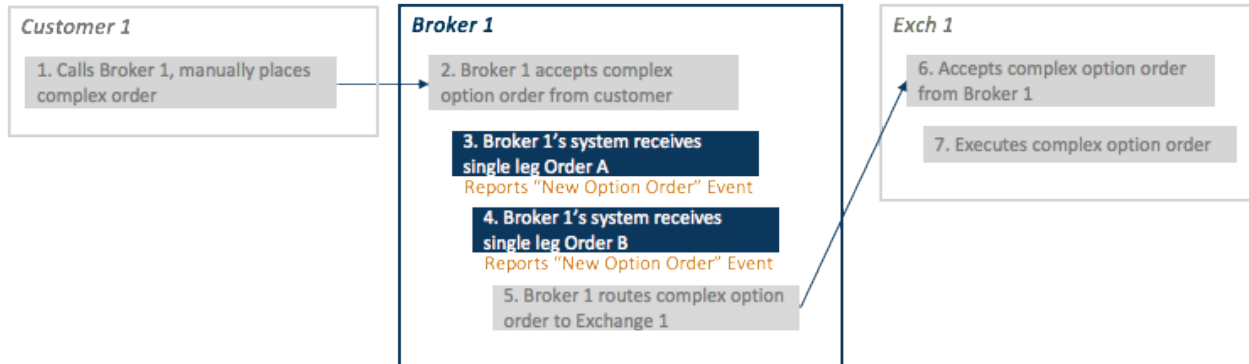 Customer 1
1. Calls Broker 1, manually places
complex order
Broker 1
2. Broker 1 accepts complex
option order from customer
3. Broker 1's system receives
single leg Order A
Reports "New Option Order" Event
4. Broker 1's system receives
single leg Order B
Reports "New Option Order" Event
5. Broker 1 routes complex option
order to Exchange 1
Exch 1
6. Accepts complex option order
from Broker 1
7. Executes complex option order